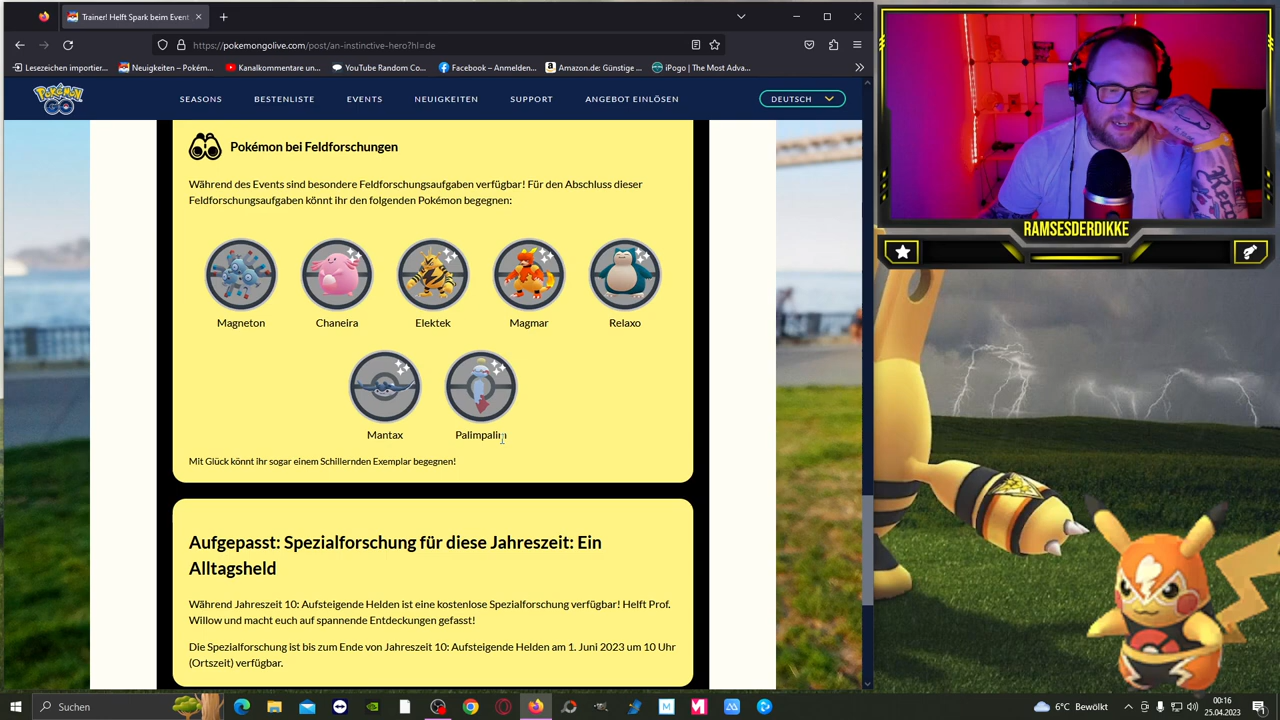 Trainer! Helft Spark beim Event
https://pokemongolive.com/post/an-instinctive-hero?hl=de
Lesezeichen importier...
Neuigkeiten – Pokém...
Kanalkommentare un...
YouTube Random Co...
Facebook – Anmelden...
Amazon.de: Günstige ...
iPogo | The Most Adva...
POKÉMON GO
SEASONS
BESTENLISTE
EVENTS
NEUIGKEITEN
SUPPORT
ANGEBOT EINLÖSEN
DEUTSCH
Pokémon bei Feldforschungen
Während des Events sind besondere Feldforschungsaufgaben verfügbar! Für den Abschluss dieser
Feldforschungsaufgaben könnt ihr den folgenden Pokémon begegnen:
Magneton
Chaneira
Elektek
Magmar
Relaxo
Mantax
Palimpalim
Mit Glück könnt ihr sogar einem Schillernden Exemplar begegnen!
Aufgepasst: Spezialforschung für diese Jahreszeit: Ein
Alltagsheld
Während Jahreszeit 10: Aufsteigende Helden ist eine kostenlose Spezialforschung verfügbar! Helft Prof.
Willow und macht euch auf spannende Entdeckungen gefasst!
Die Spezialforschung ist bis zum Ende von Jahreszeit 10: Aufsteigende Helden am 1. Juni 2023 um 10 Uhr
(Ortszeit) verfügbar.
RAMSESDERDIKKE
Suchen
6°C Bewölkt
00:16
25.04.2023